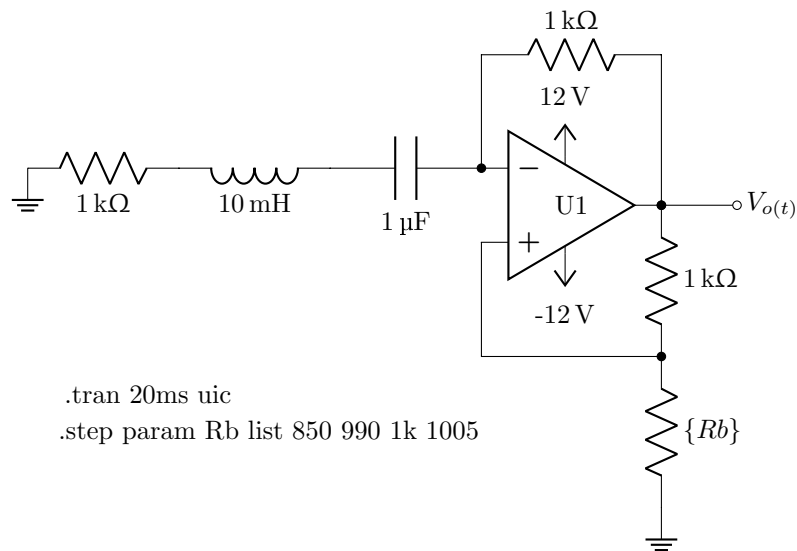 1 kΩ
12 V
1 kΩ
10 mH
1 µF
−
+
U1
V_{o(t)}
-12 V
1 kΩ
{Rb}
.tran 20ms uic
.step param Rb list 850 990 1k 1005